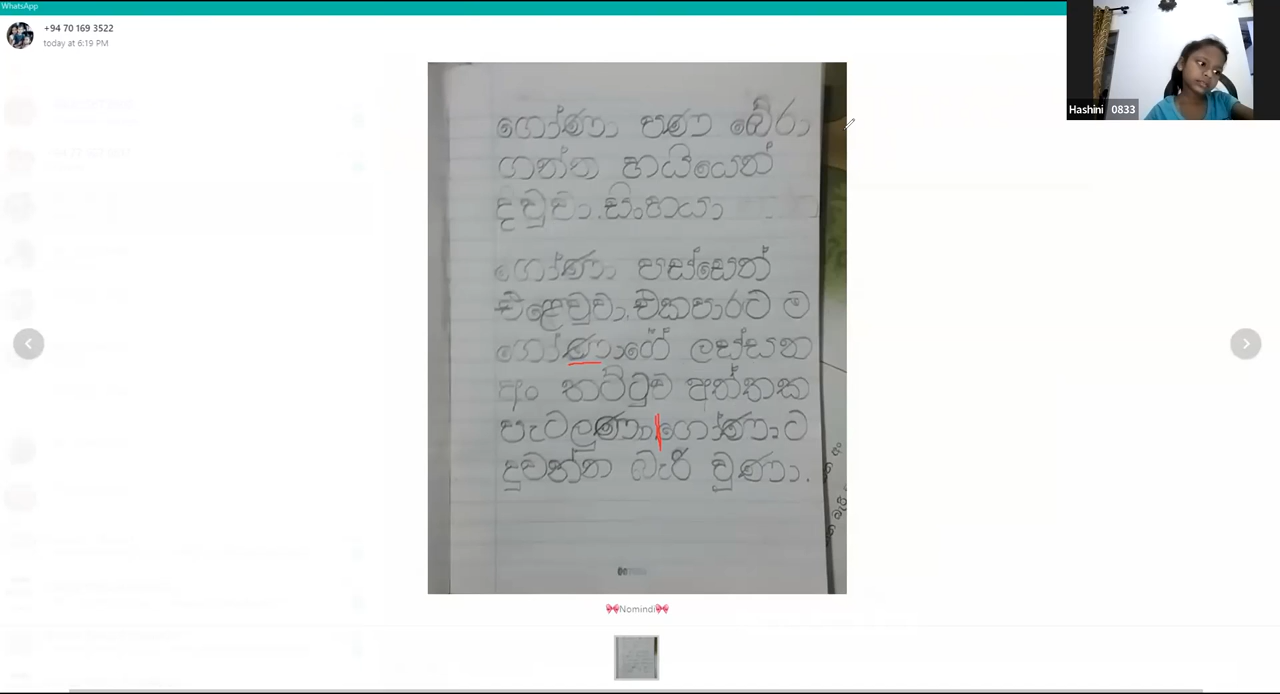 WhatsApp
+94 70 169 3522
today at 6:19 PM
Hashini 0833
ගෝණා පණ බේරා
ගන්න හයියෙන්
දිව්වා. සිංහයා
ගෝණා පස්සෙන්
එළෙව්වා. එකපාරට ම
ගෝණාගේ ලස්සන
අං තට්ටුව අත්තක
පැටලුණා. ගෝණාට
දුවන්න බැරි වුණා.
🎀Nomindi🎀